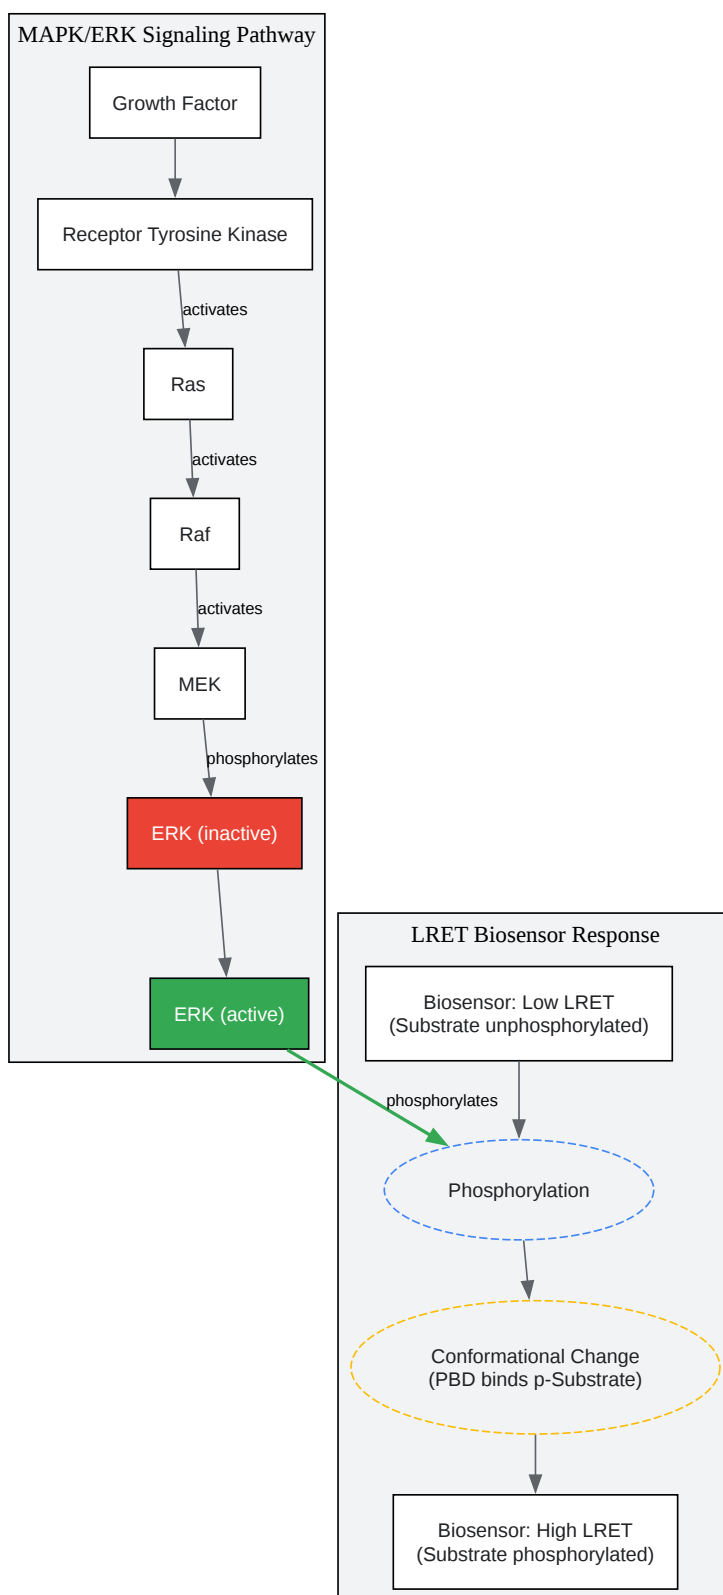 MAPK/ERK Signaling Pathway
Growth Factor
Receptor Tyrosine Kinase
activates
Ras
activates
Raf
activates
MEK
phosphorylates
ERK (inactive)
ERK (active)
LRET Biosensor Response
Biosensor: Low LRET
(Substrate unphosphorylated)
phosphorylates
Phosphorylation
Conformational Change
(PBD binds p-Substrate)
Biosensor: High LRET
(Substrate phosphorylated)